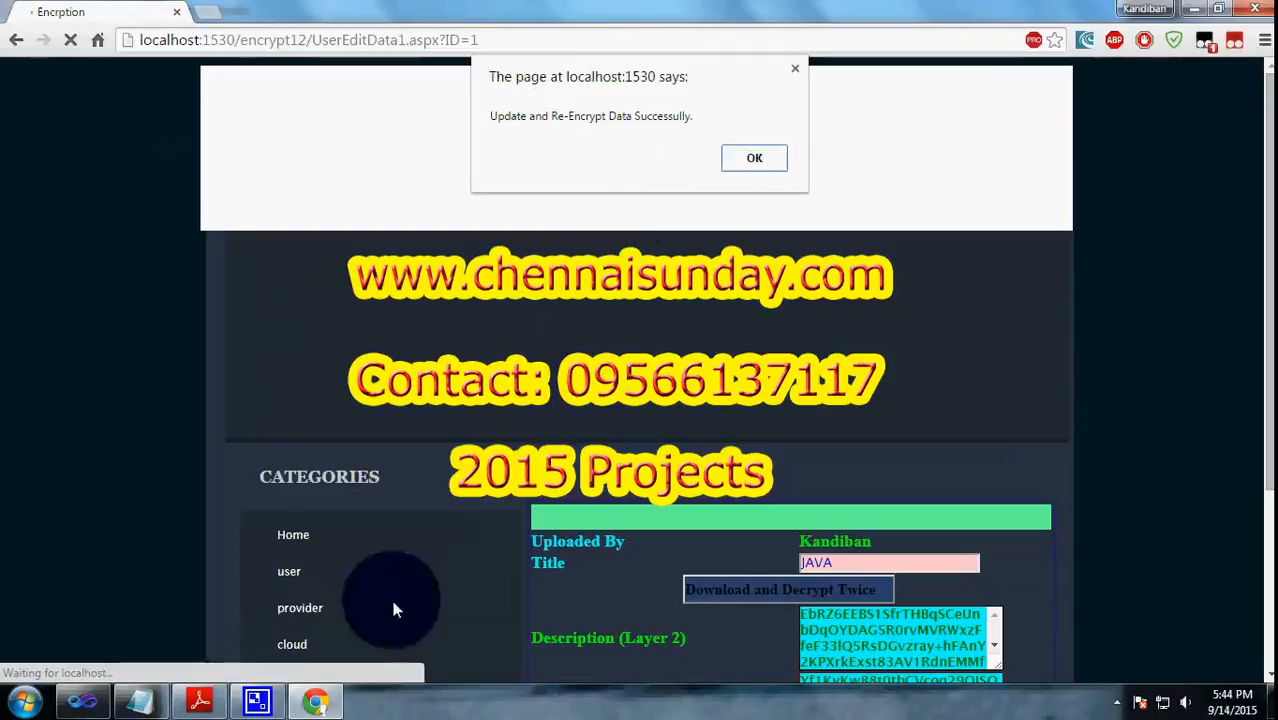 Encrption
Kandiban
localhost:1530/encrypt12/UserEditData1.aspx?ID=1
PRO
ABP
1
The page at localhost:1530 says:
Update and Re-Encrypt Data Successully.
OK
www.chennaisunday.com
Contact: 09566137117
2015 Projects
CATEGORIES
Home
user
provider
cloud
Uploaded By Kandiban
Title JAVA
Download and Decrypt Twice
Description (Layer 2)
EbRZ6EEBS1SfrTHBqSCeUn
bDqOYDAG5R0rvMVRWxzF
feF33lQ5RsDGvzray+hFAnY
2KPXrkExst83AV1RdnEMMf
Waiting for localhost...
5:44 PM
9/14/2015